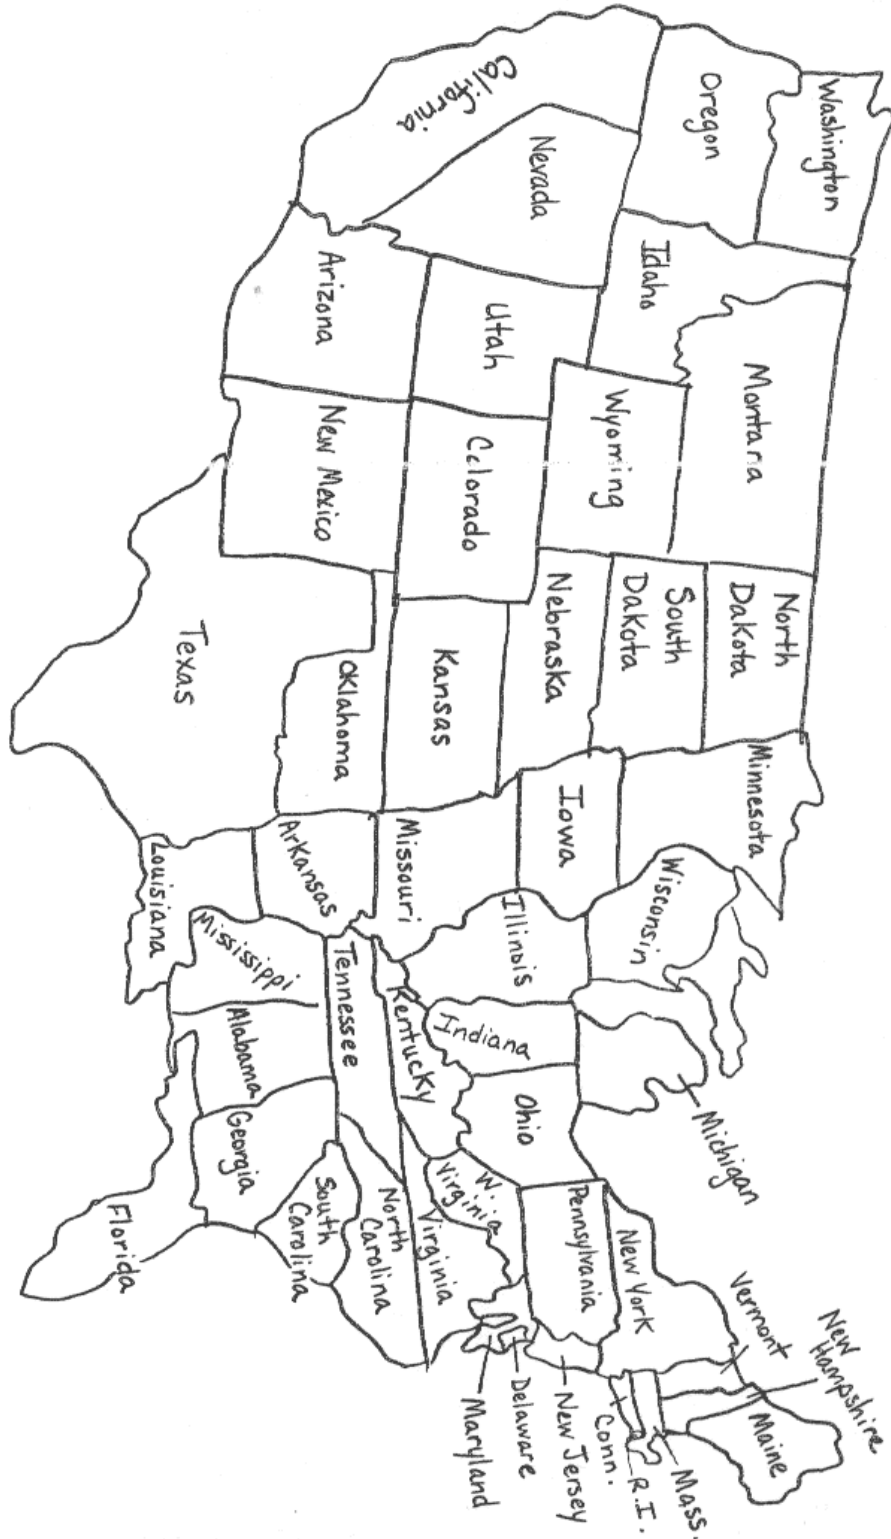 Washington
Oregon
California
Nevada
Idaho
Montana
Wyoming
Utah
Arizona
Colorado
New Mexico
North
Dakota
South
Dakota
Nebraska
Kansas
Oklahoma
Texas
Minnesota
Iowa
Missouri
Arkansas
Louisiana
Wisconsin
Illinois
Mississippi
Michigan
Indiana
Kentucky
Tennessee
Alabama
Ohio
W.
Virginia
Virginia
North
Carolina
South
Carolina
Georgia
Florida
Pennsylvania
New York
Vermont
New
Hampshire
Maine
Mass.
R.I.
Conn.
New Jersey
Delaware
Maryland